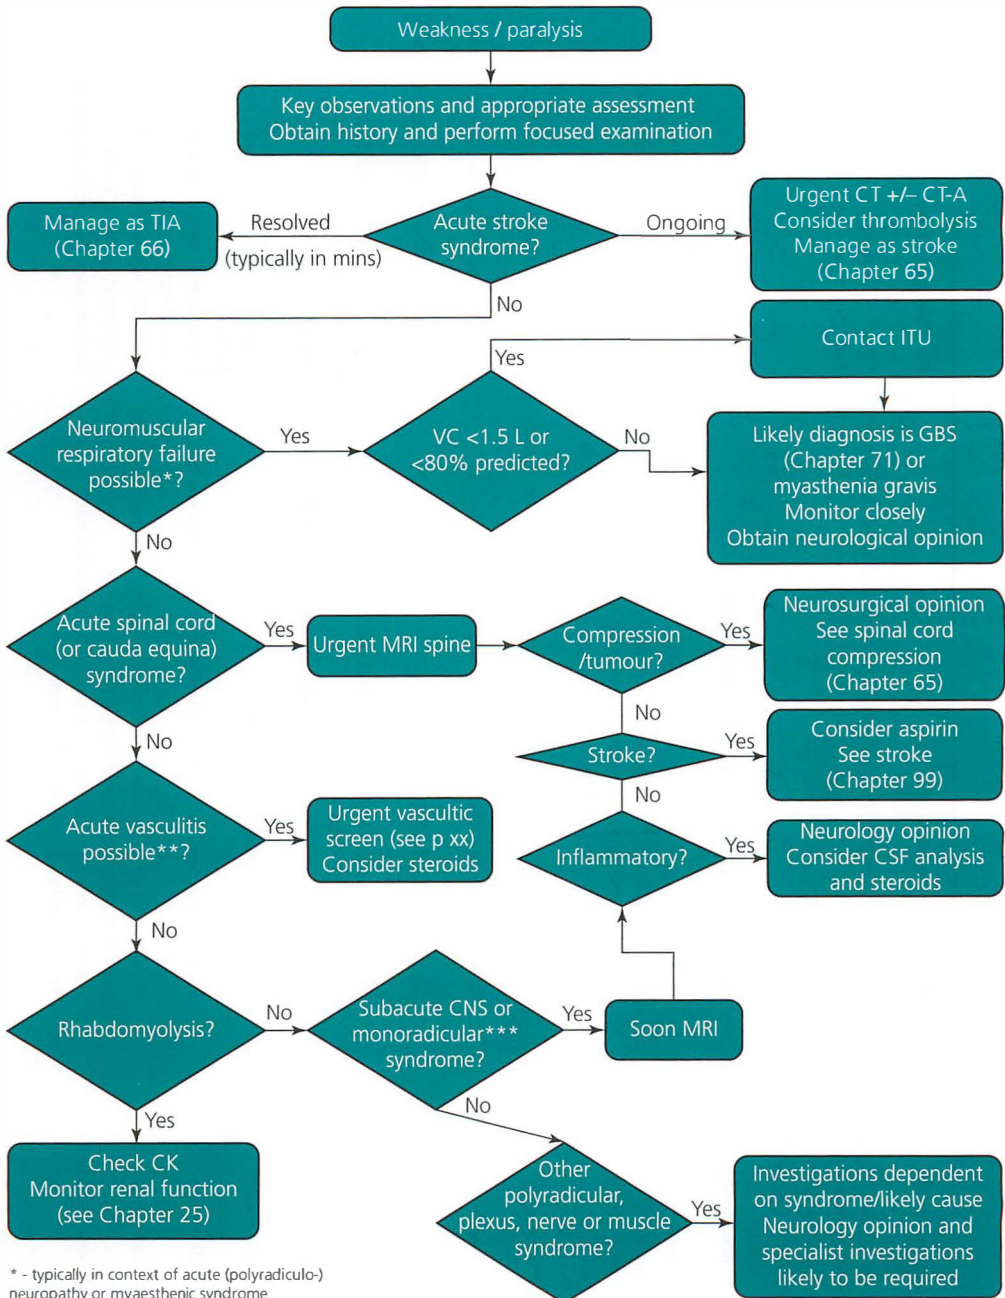 Weakness / paralysis
Key observations and appropriate assessment
Obtain history and perform focused examination
Manage as TIA
(Chapter 66)
Resolved
(typically in mins)
Acute stroke
syndrome?
Ongoing
Urgent CT +/– CT-A
Consider thrombolysis
Manage as stroke
(Chapter 65)
No
Contact ITU
Yes
Neuromuscular
respiratory failure
possible*?
Yes
VC <1.5 L or
<80% predicted?
No
Likely diagnosis is GBS
(Chapter 71) or
myasthenia gravis
Monitor closely
Obtain neurological opinion
No
Acute spinal cord
(or cauda equina)
syndrome?
Yes
Urgent MRI spine
Compression
/tumour?
Yes
Neurosurgical opinion
See spinal cord
compression
(Chapter 65)
No
No
Stroke?
Yes
Consider aspirin
See stroke
(Chapter 99)
No
Acute vasculitis
possible**?
Yes
Urgent vascultic
screen (see p xx)
Consider steroids
Inflammatory?
Yes
Neurology opinion
Consider CSF analysis
and steroids
No
Rhabdomyolysis?
No
Subacute CNS or
monoradicular***
syndrome?
Yes
Soon MRI
Yes
No
Check CK
Monitor renal function
(see Chapter 25)
Other
polyradicular,
plexus, nerve or muscle
syndrome?
Yes
Investigations dependent
on syndrome/likely cause
Neurology opinion and
specialist investigations
likely to be required
* - typically in context of acute (polyradiculo-)
neuropathy or myaesthenic syndrome